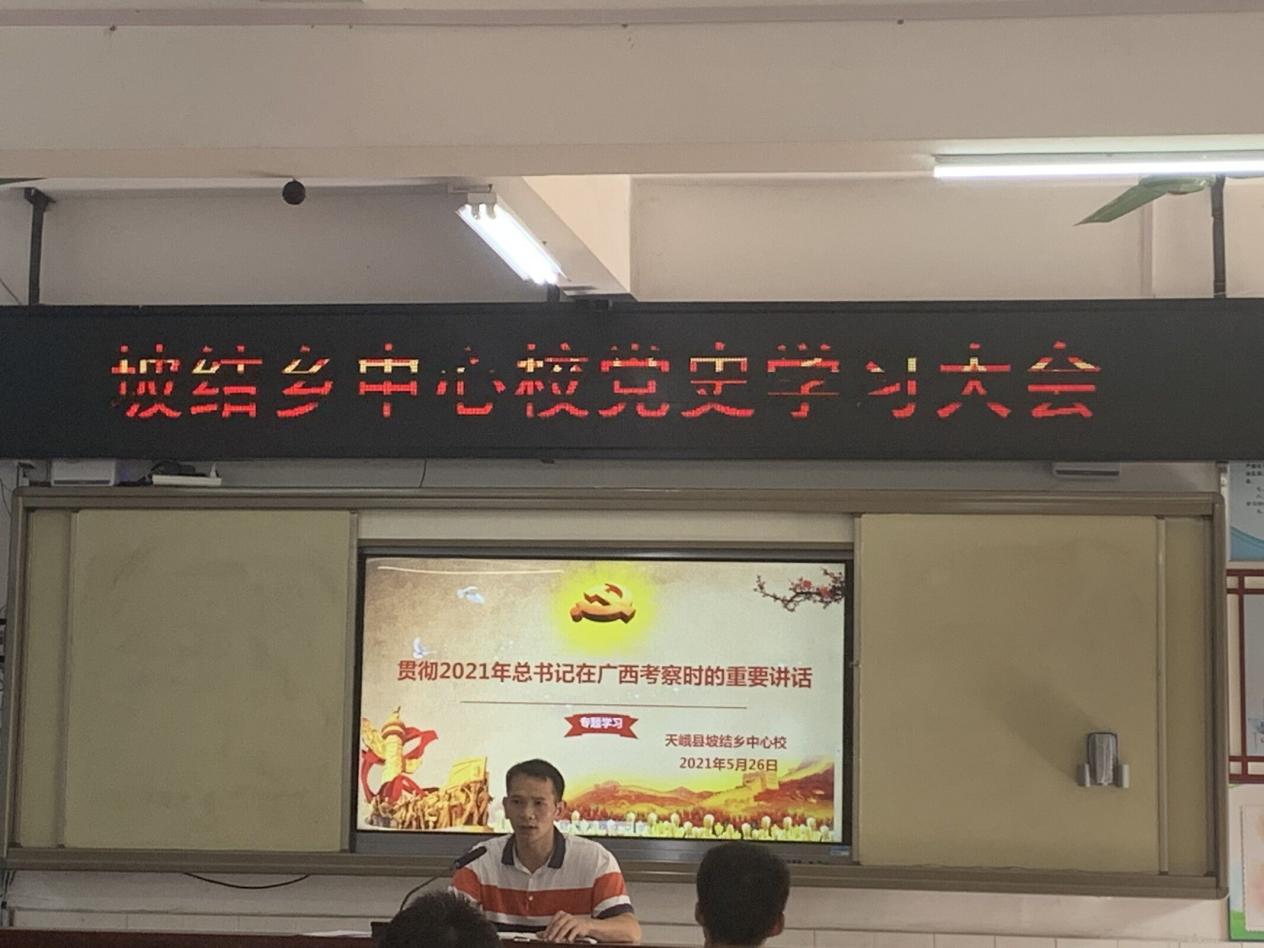 坡结乡中心校党史学习大会
贯彻2021年总书记在广西考察时的重要讲话
专题学习
天峨县坡结乡中心校
2021年5月26日